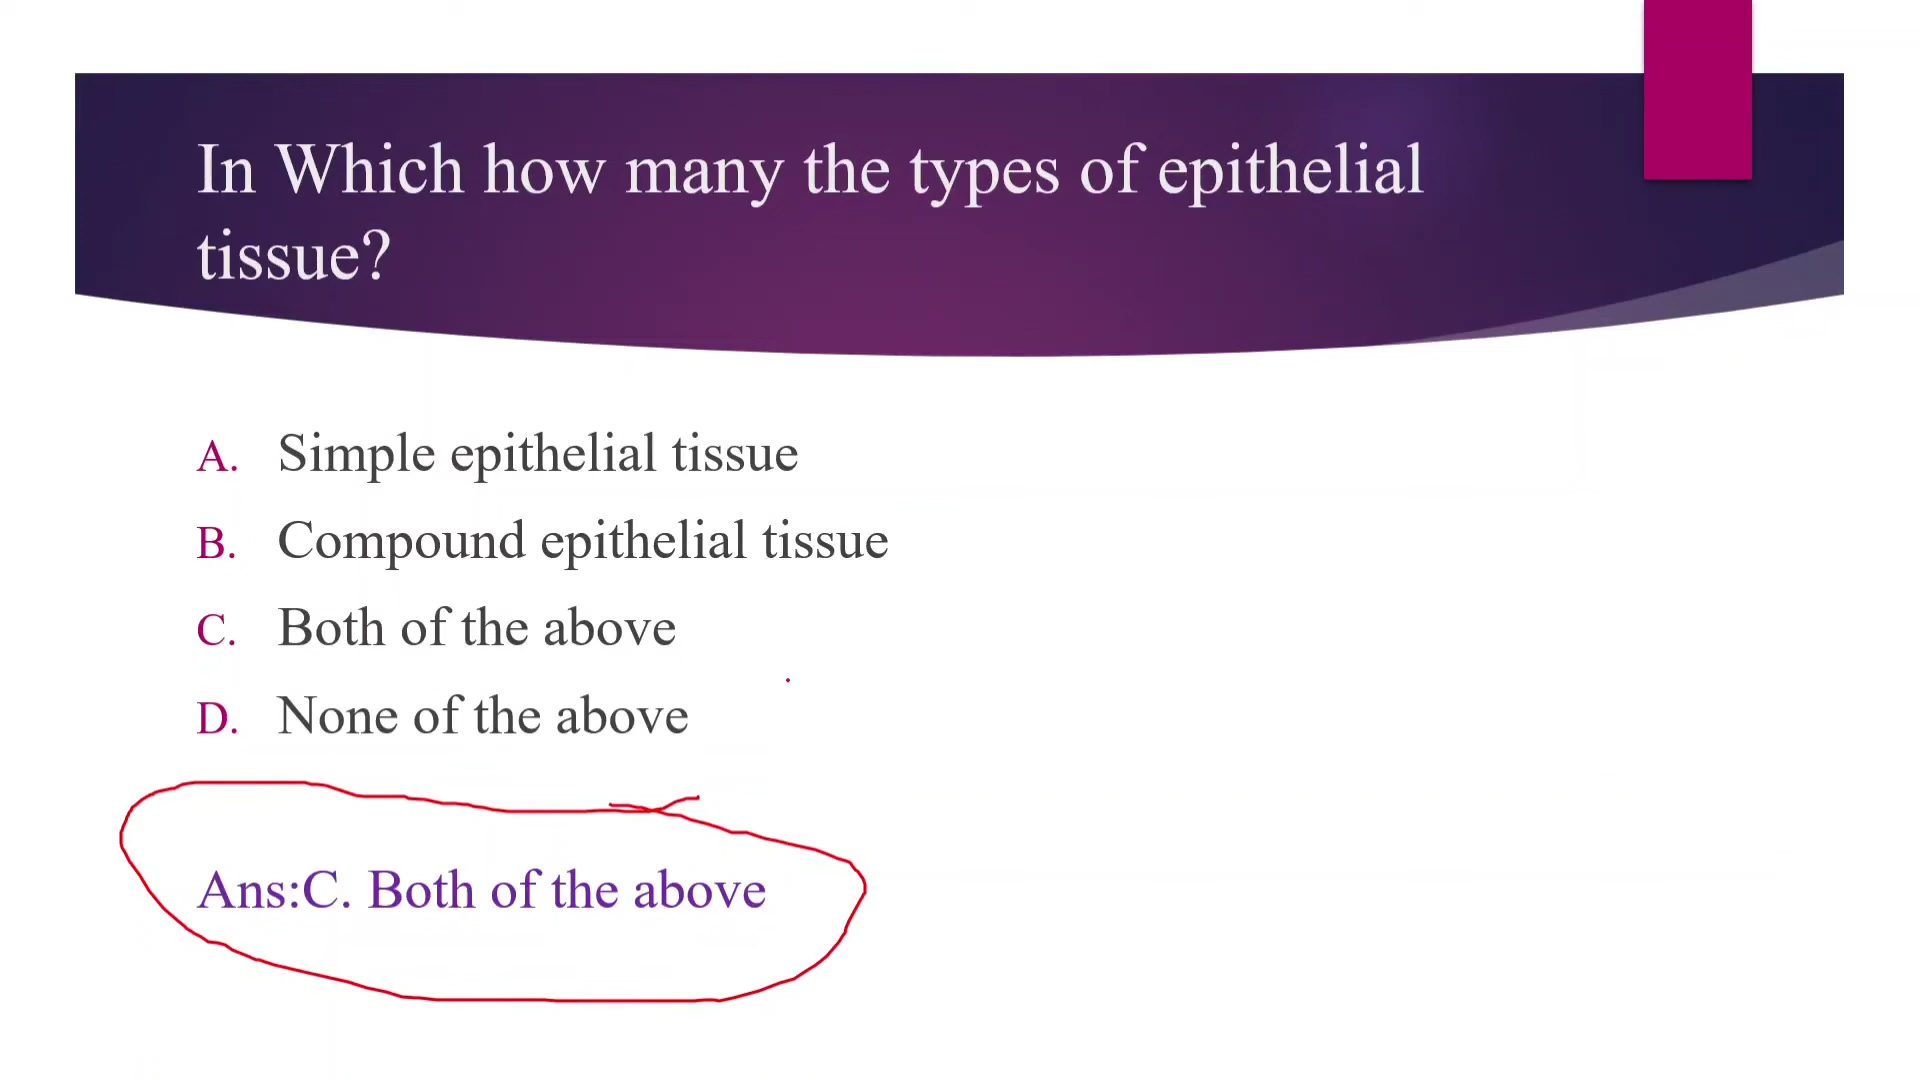 In Which how many the types of epithelial
tissue?
A. Simple epithelial tissue
B. Compound epithelial tissue
C. Both of the above
D. None of the above
Ans:C. Both of the above